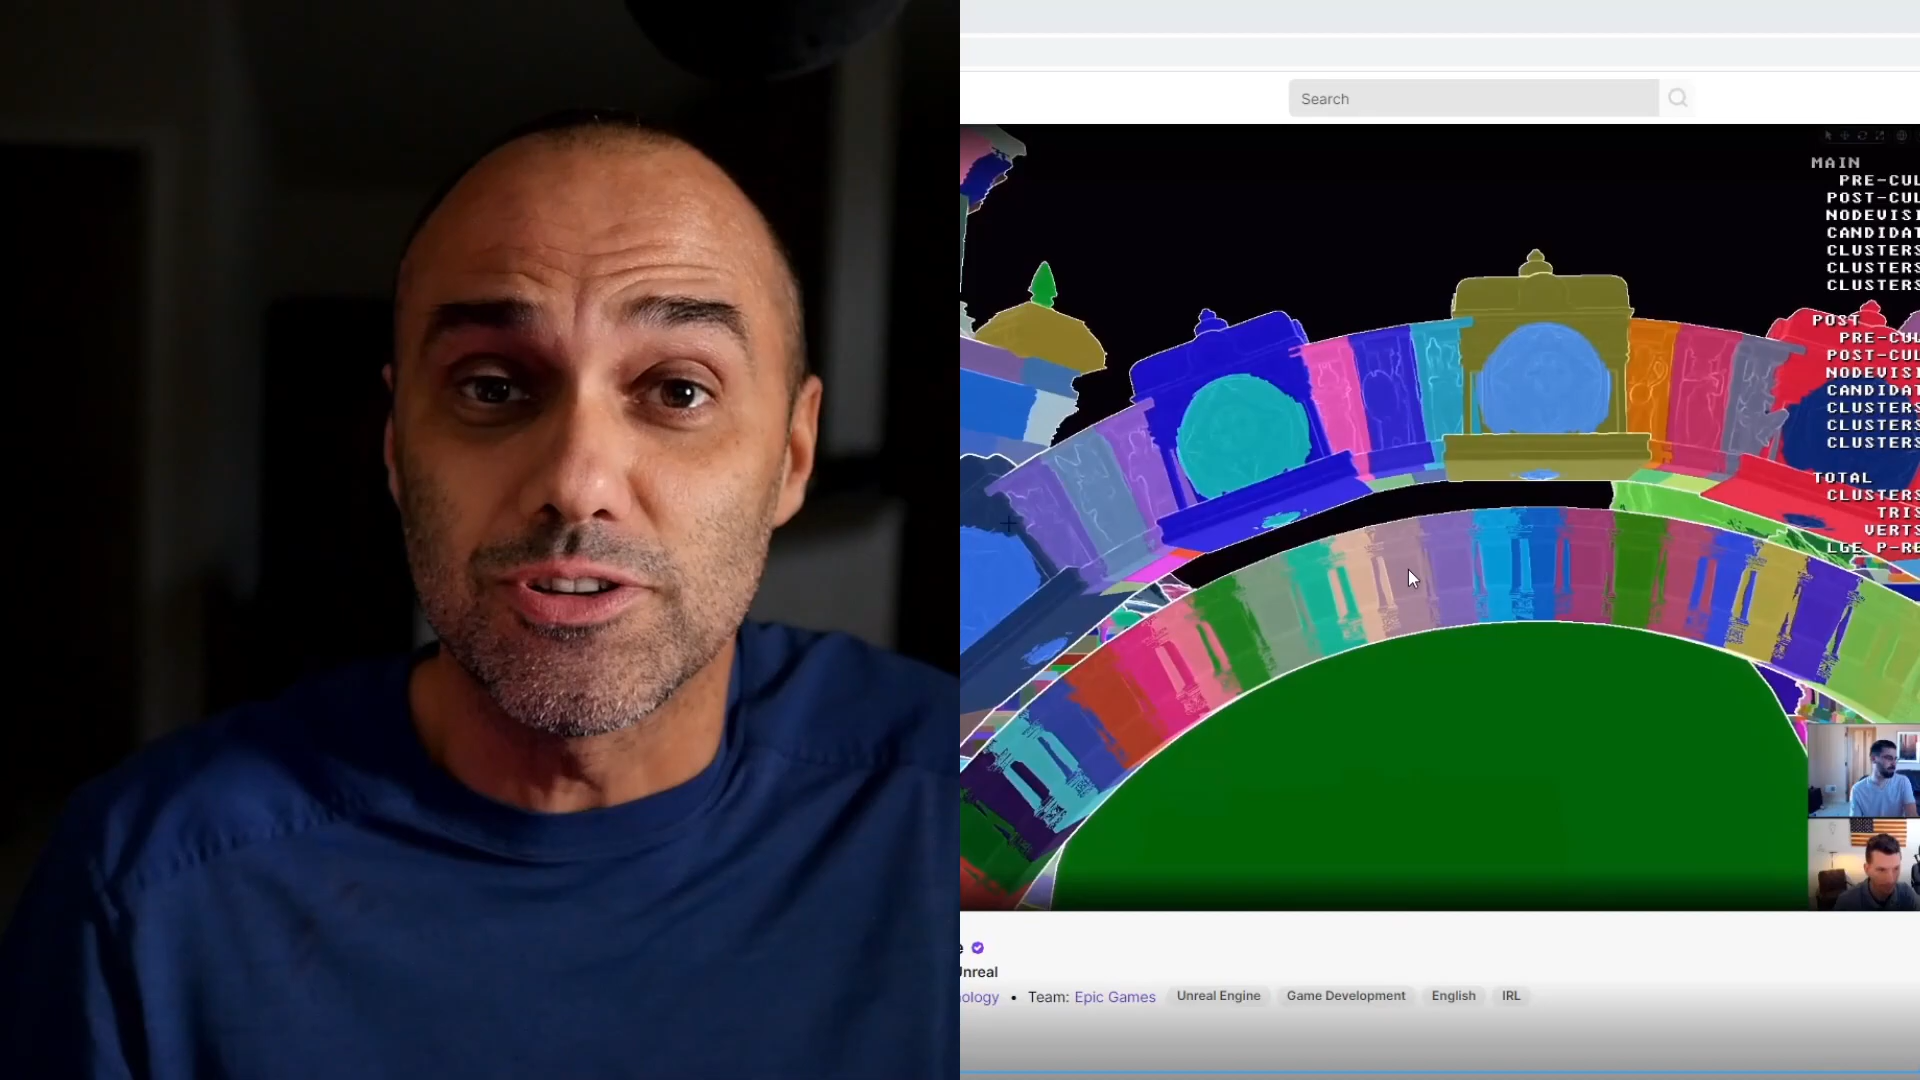 Search
MAIN
PRE-CUL
POST-CUL
NODEVISI
CANDIDAT
CLUSTERS
CLUSTERS
CLUSTERS
POST
PRE-CUL
POST-CUL
NODEVISI
CANDIDAT
CLUSTERS
CLUSTERS
CLUSTERS
TOTAL
CLUSTERS
TRIS
VERTS
LGE P-RE
e
Unreal
ology • Team: Epic Games Unreal Engine Game Development English IRL